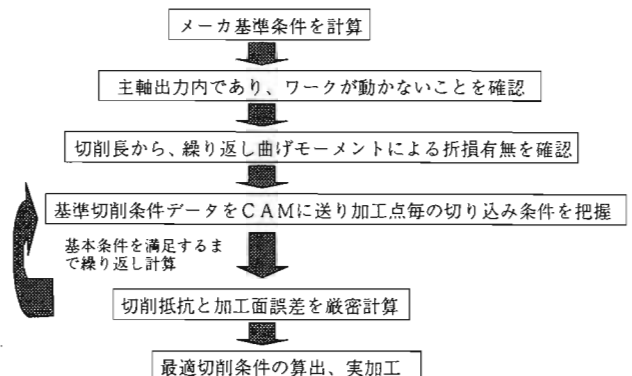 メーカ基準条件を計算
主軸出力内であり、ワークが動かないことを確認
切削長から、繰り返し曲げモーメントによる折損有無を確認
基準切削条件データをCAMに送り加工点毎の切り込み条件を把握
基本条件を満足するま
で繰り返し計算
切削抵抗と加工面誤差を厳密計算
最適切削条件の算出、実加工